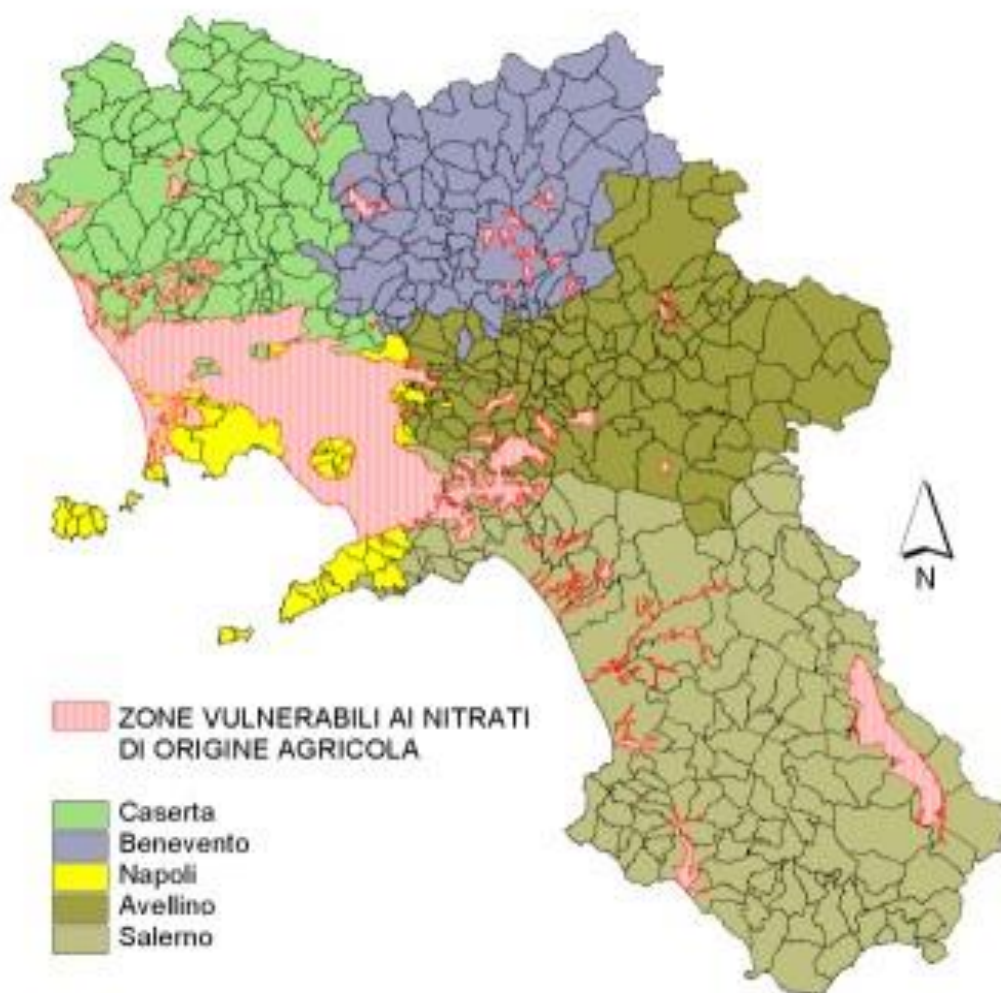 N
ZONE VULNERABILI AI NITRATI
DI ORIGINE AGRICOLA
Caserta
Benevento
Napoli
Avellino
Salerno